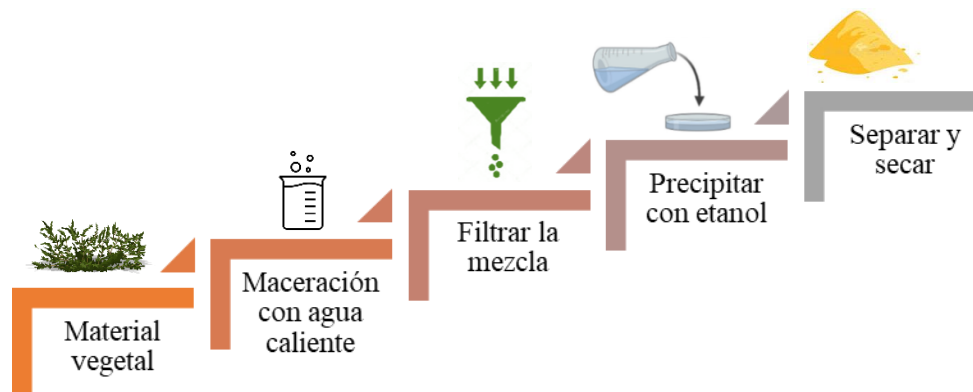 Material
vegetal
Maceración
con agua
caliente
Filtrar la
mezcla
Precipitar
con etanol
Separar y
secar